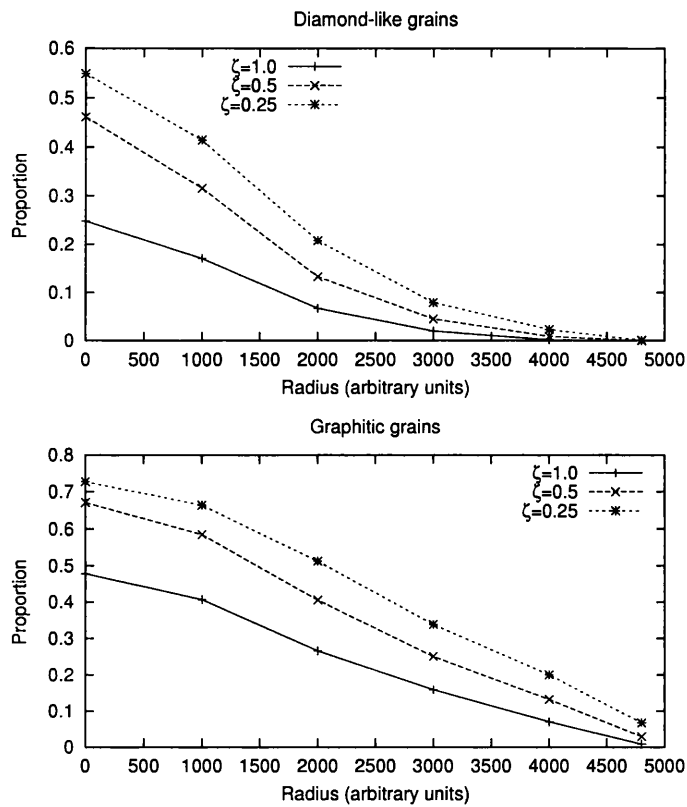 Diamond-like grains
0.6
0.5
0.4
0.3
0.2
0.1
0
Proportion
ζ=1.0
ζ=0.5
ζ=0.25
0 500 1000 1500 2000 2500 3000 3500 4000 4500 5000
Radius (arbitrary units)
Graphitic grains
0.8
0.7
0.6
0.5
0.4
0.3
0.2
0.1
0
Proportion
ζ=1.0
ζ=0.5
ζ=0.25
0 500 1000 1500 2000 2500 3000 3500 4000 4500 5000
Radius (arbitrary units)